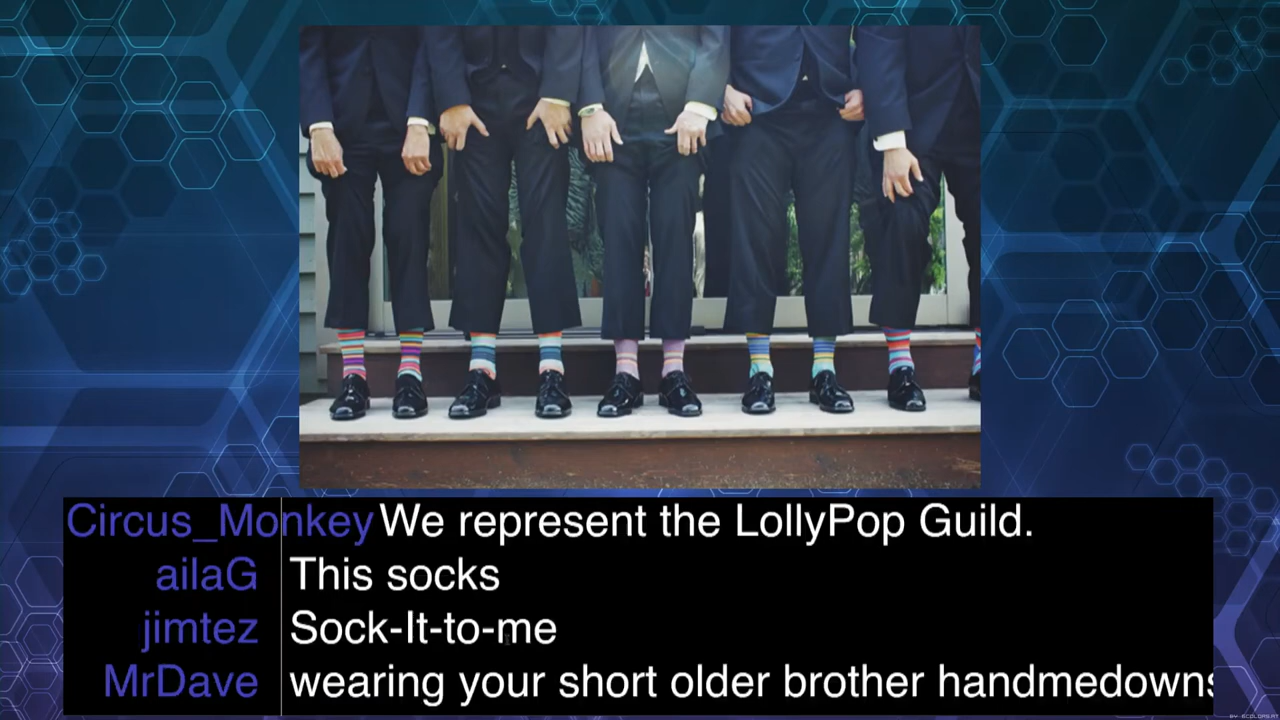 Circus_Monkey We represent the LollyPop Guild.
ailaG This socks
jimtez Sock-It-to-me
MrDave wearing your short older brother handmedowns